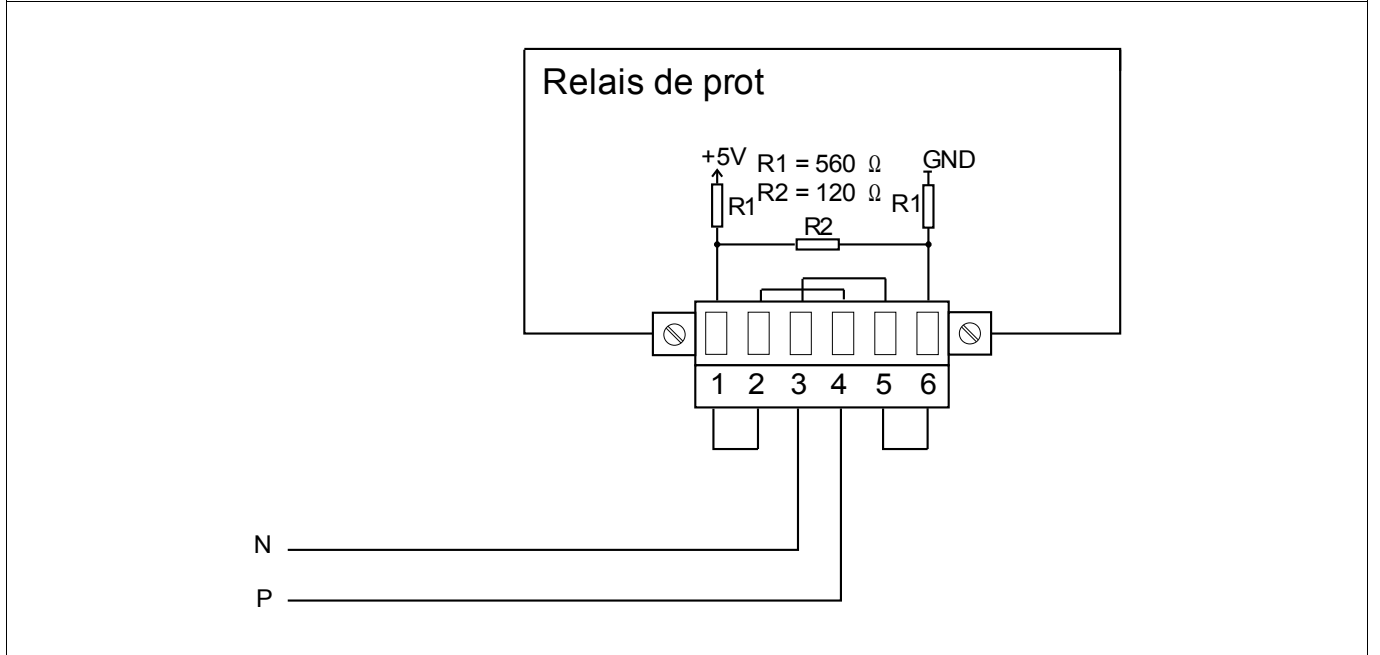 Relais de prot
+5V R1 = 560 Ω GND
R2 = 120 Ω
R1 R1
R2
1 2 3 4 5 6
N
P